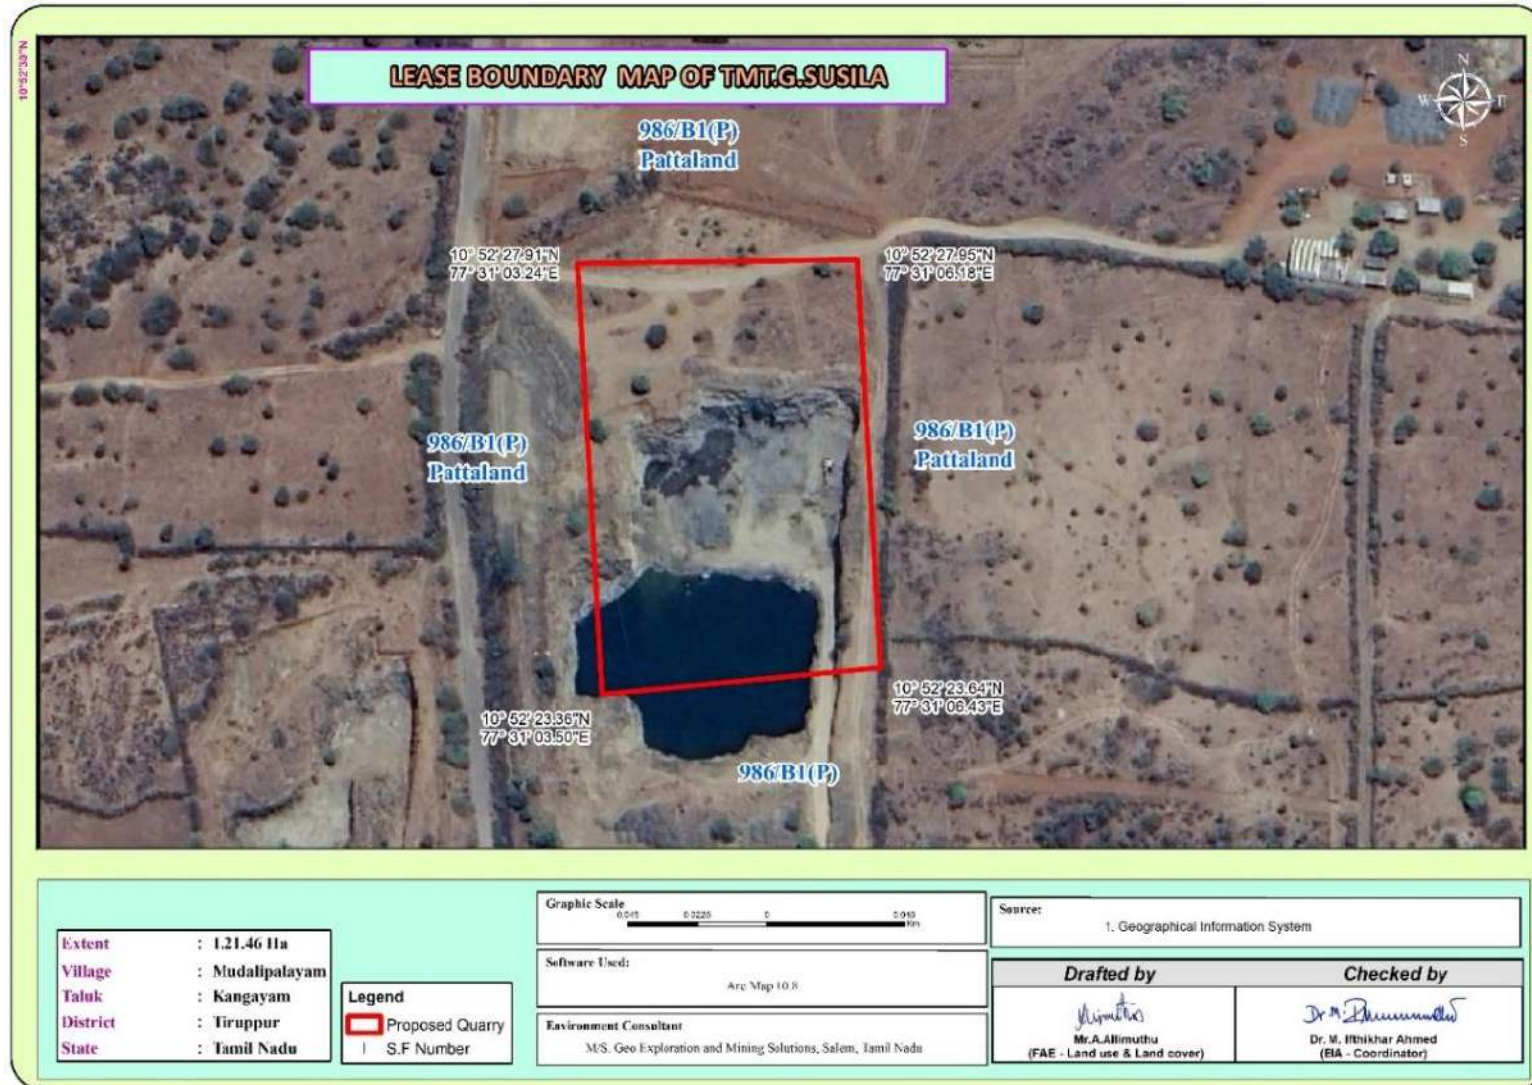 10°52'30"N
LEASE BOUNDARY MAP OF TMT.G.SUSILA
N
W E
S
986/B1(P)
Pattaland
10° 52' 27.91"N
77° 31' 03.24"E
10° 52' 27.95"N
77° 31' 06.18"E
986/B1(P)
Pattaland
986/B1(P)
Pattaland
10° 52' 23.36"N
77° 31' 03.50"E
10° 52' 23.64"N
77° 31' 06.43"E
986/B1(P)
Extent : 1.21.46 Ha
Village : Mudalipalayam
Taluk : Kangayam
District : Tiruppur
State : Tamil Nadu
Legend
Proposed Quarry
S.F Number
Graphic Scale
0.045 0.0225 0 0.045
Km
Software Used:
Arc Map 10.8
Environment Consultant
M/S. Geo Exploration and Mining Solutions, Salem, Tamil Nadu
Source:
1. Geographical Information System
Drafted by
Mr.A.Allimuthu
(FAE - Land use & Land cover)
Checked by
Dr. M. Ifthikhar Ahmed
(EIA - Coordinator)